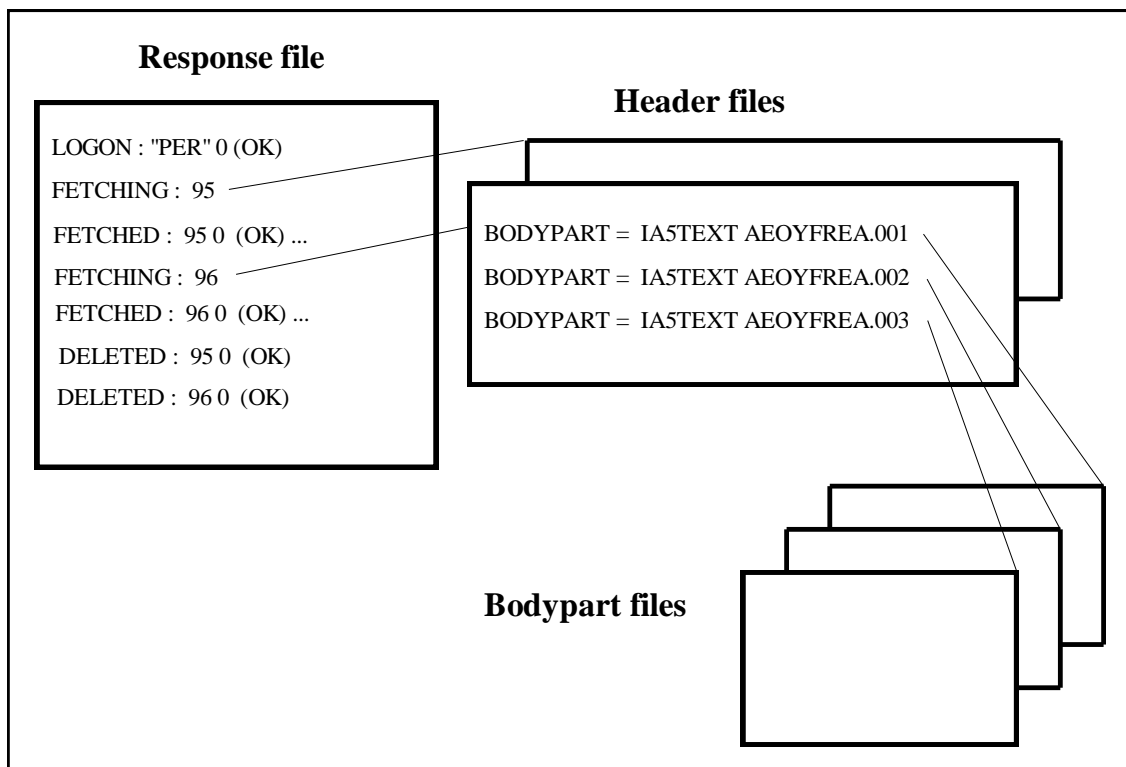 Response file
LOGON : "PER" 0 (OK)
FETCHING : 95
FETCHED : 95 0 (OK) ...
FETCHING : 96
FETCHED : 96 0 (OK) ...
DELETED : 95 0 (OK)
DELETED : 96 0 (OK)
Header files
BODYPART = IA5TEXT AEOYFREA.001
BODYPART = IA5TEXT AEOYFREA.002
BODYPART = IA5TEXT AEOYFREA.003
Bodypart files